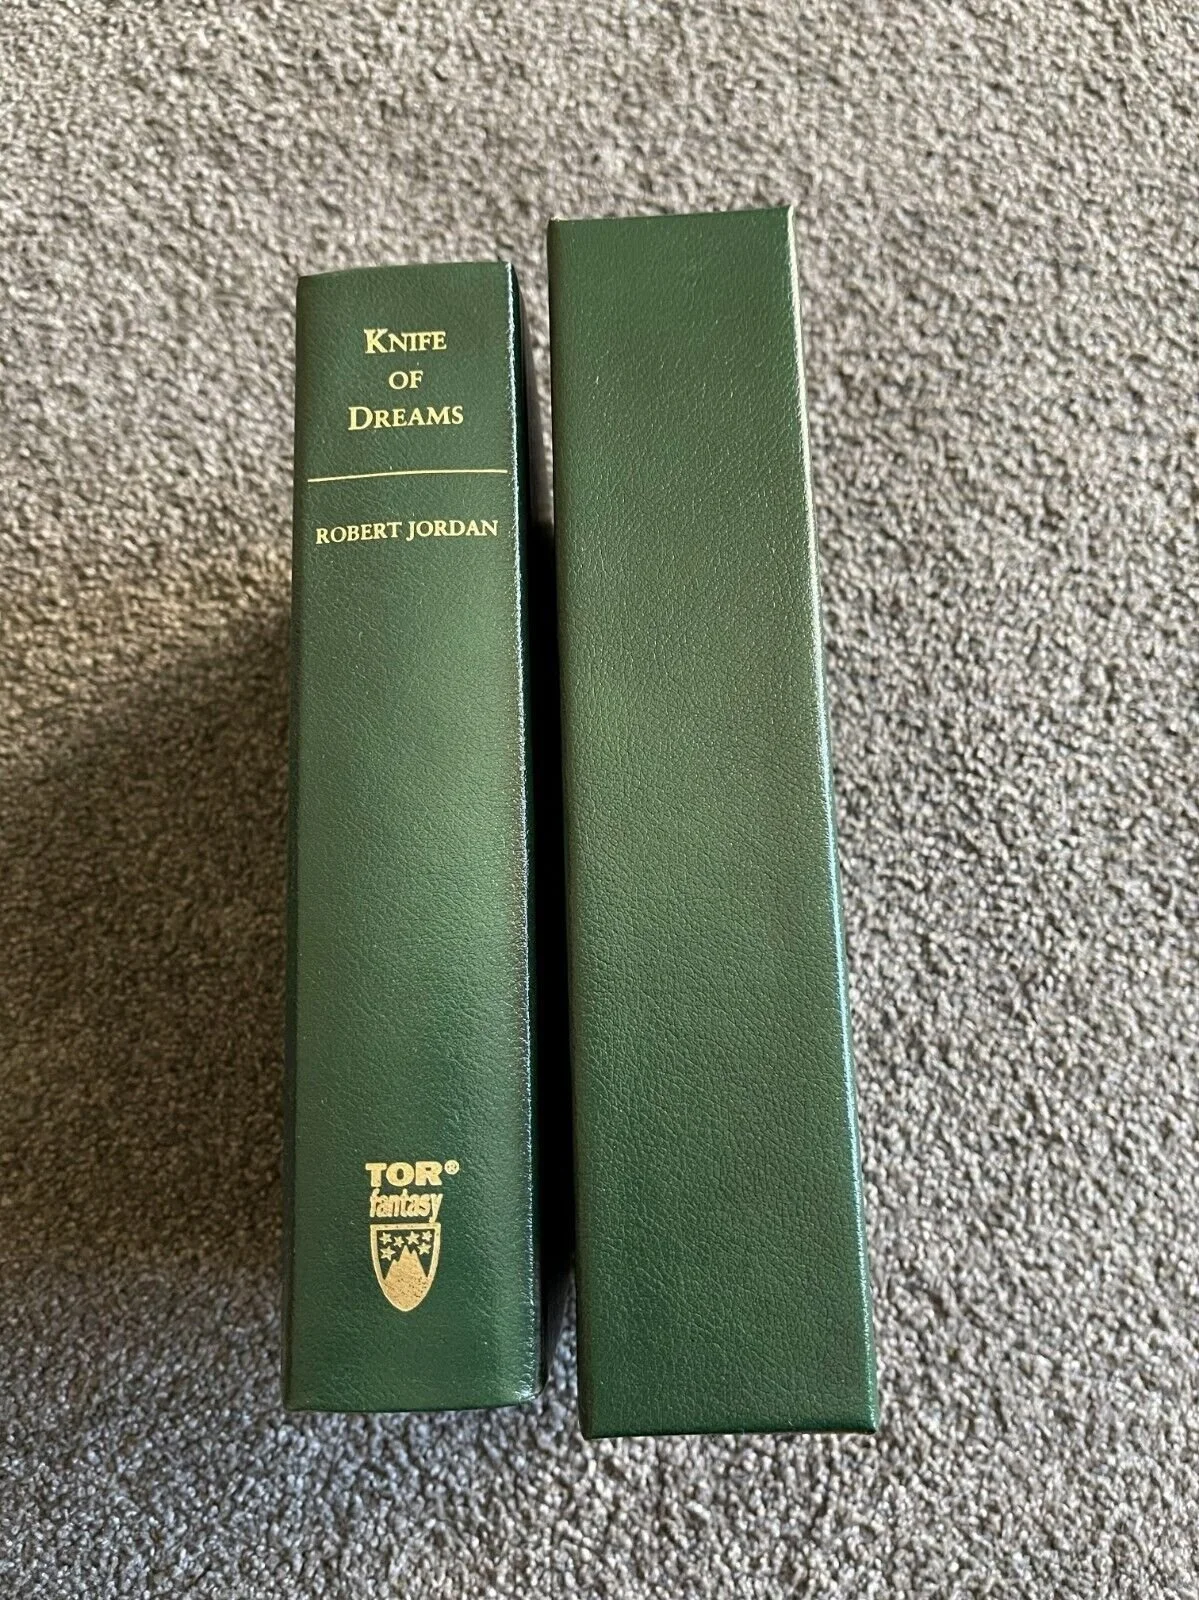 KNIFE
OF
DREAMS
ROBERT JORDAN
TOR®
fantasy